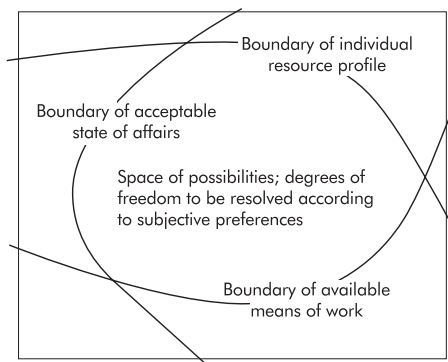 Boundary of individual
resource profile
Boundary of acceptable
state of affairs
Space of possibilities; degrees of
freedom to be resolved according
to subjective preferences
Boundary of available
means of work